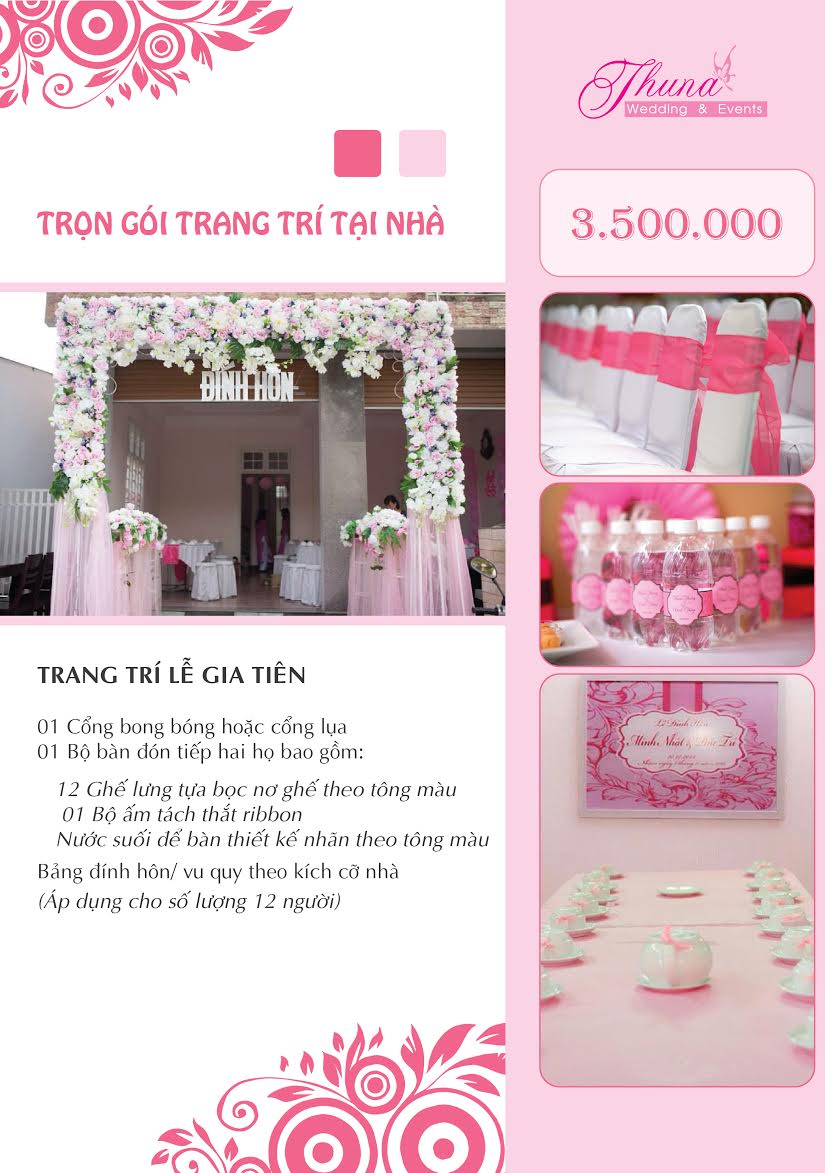 Thuna
Wedding & Events
TRỌN GÓI TRANG TRÍ TẠI NHÀ
3.500.000
ĐÍNH HÔN
TRANG TRÍ LỄ GIA TIÊN
01 Cổng bong bóng hoặc cổng lụa
01 Bộ bàn đón tiếp hai họ bao gồm:
12 Ghế lưng tựa bọc nơ ghế theo tông màu
01 Bộ ấm tách thắt ribbon
Nước suối để bàn thiết kế nhãn theo tông màu
Bảng đính hôn/ vu quy theo kích cỡ nhà
(Áp dụng cho số lượng 12 người)
Lễ Đính Hôn
Minh Nhật & Đức Trí